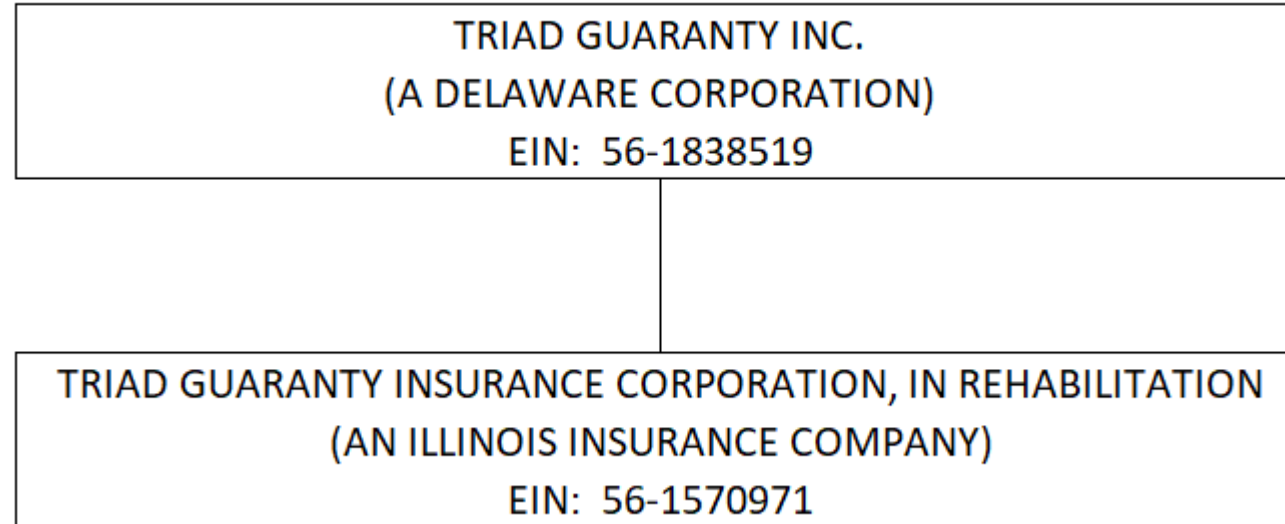 TRIAD GUARANTY INC.
(A DELAWARE CORPORATION)
EIN:  56-1838519
TRIAD GUARANTY INSURANCE CORPORATION, IN REHABILITATION
(AN ILLINOIS INSURANCE COMPANY)
EIN:  56-1570971